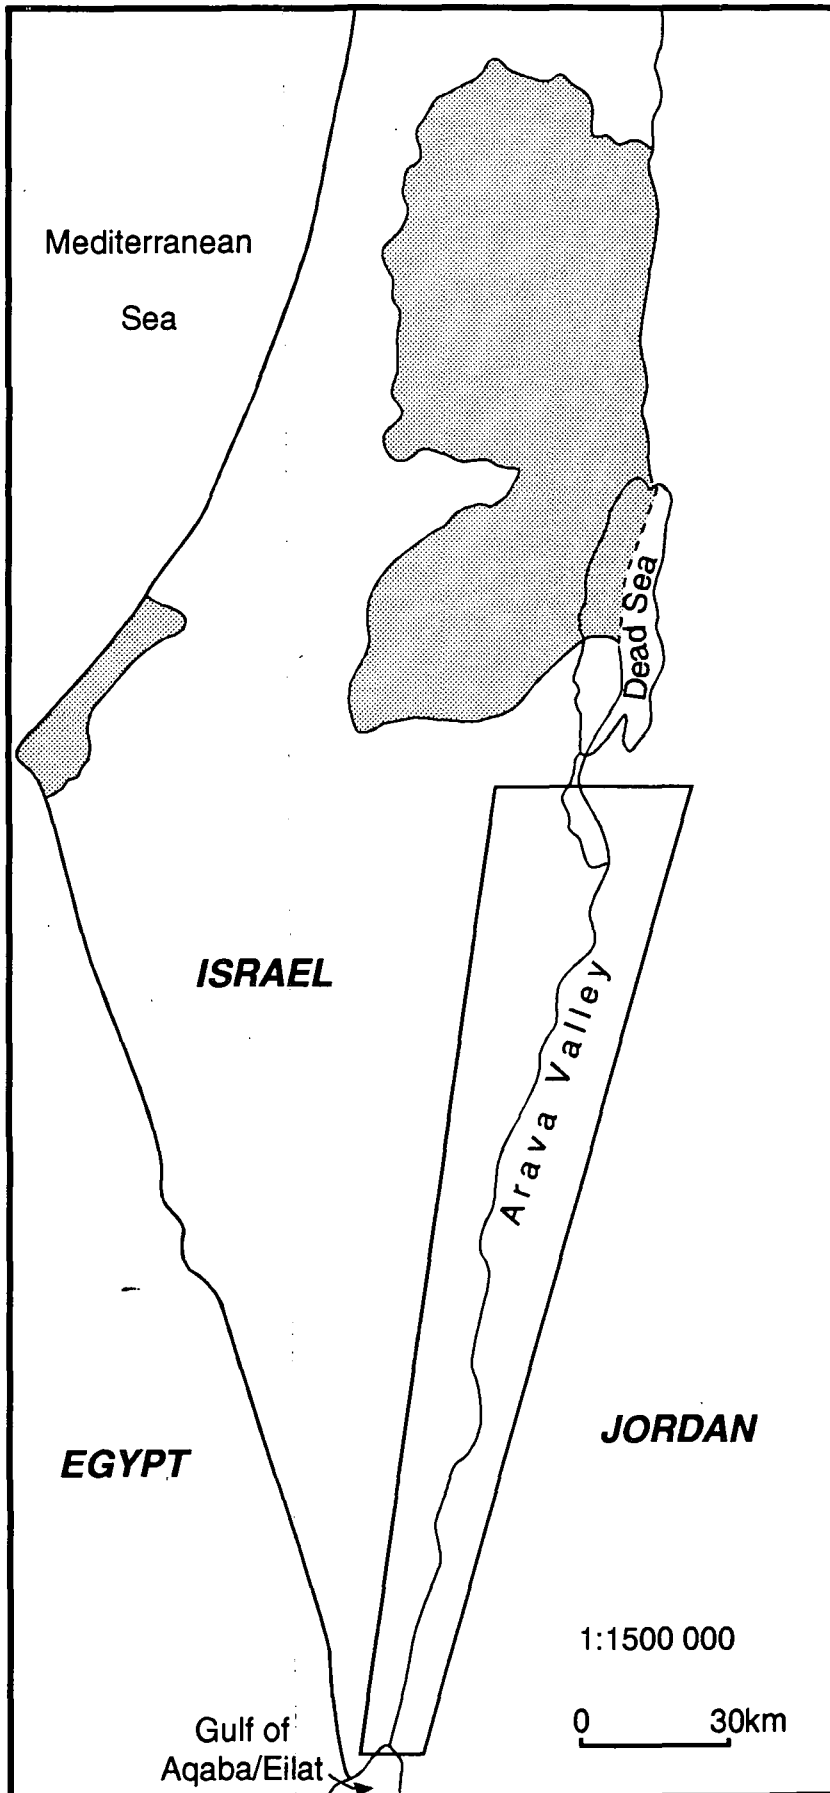 Mediterranean
Sea
Dead Sea
ISRAEL
Arava Valley
JORDAN
EGYPT
1:1500 000
0 30km
Gulf of
Aqaba/Eilat